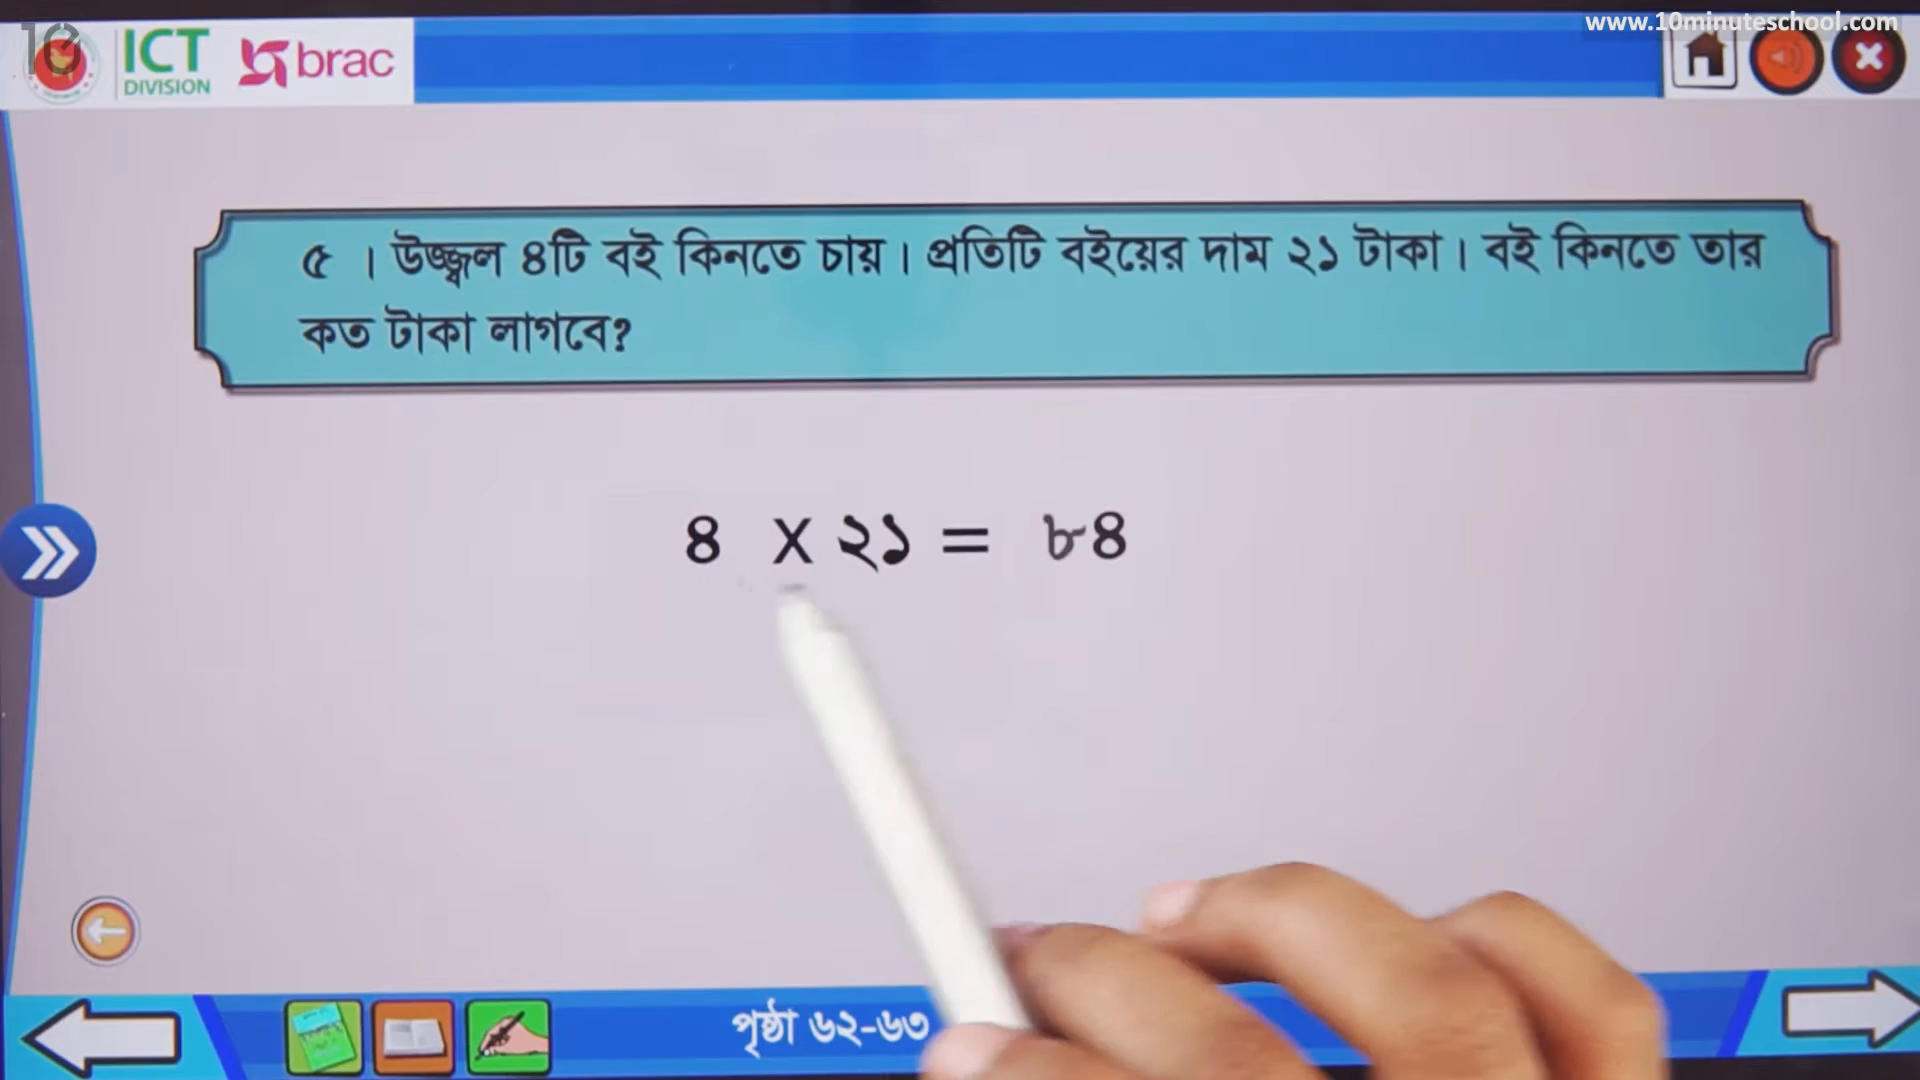 www.10minuteschool.com
10
ICT
DIVISION
brac
৫ । উজ্জ্বল ৪টি বই কিনতে চায়। প্রতিটি বইয়ের দাম ২১ টাকা। বই কিনতে তার
কত টাকা লাগবে?
৪ X ২১ = ৮৪
পৃষ্ঠা ৬২-৬৩